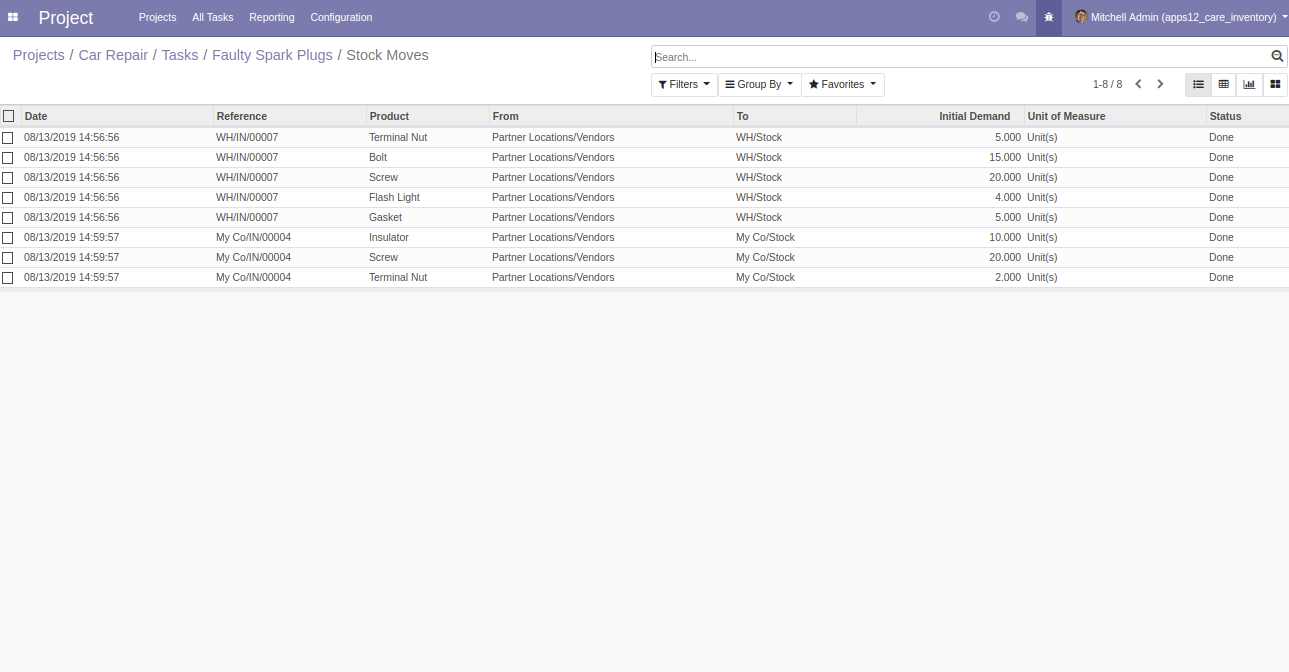 Project Projects All Tasks Reporting Configuration Mitchell Admin (apps12_care_inventory)
Projects / Car Repair / Tasks / Faulty Spark Plugs / Stock Moves
Search...
Filters Group By Favorites 1-8 / 8
Date Reference Product From To Initial Demand Unit of Measure Status
08/13/2019 14:56:56 WH/IN/00007 Terminal Nut Partner Locations/Vendors WH/Stock 5.000 Unit(s) Done
08/13/2019 14:56:56 WH/IN/00007 Bolt Partner Locations/Vendors WH/Stock 15.000 Unit(s) Done
08/13/2019 14:56:56 WH/IN/00007 Screw Partner Locations/Vendors WH/Stock 20.000 Unit(s) Done
08/13/2019 14:56:56 WH/IN/00007 Flash Light Partner Locations/Vendors WH/Stock 4.000 Unit(s) Done
08/13/2019 14:56:56 WH/IN/00007 Gasket Partner Locations/Vendors WH/Stock 5.000 Unit(s) Done
08/13/2019 14:59:57 My Co/IN/00004 Insulator Partner Locations/Vendors My Co/Stock 10.000 Unit(s) Done
08/13/2019 14:59:57 My Co/IN/00004 Screw Partner Locations/Vendors My Co/Stock 20.000 Unit(s) Done
08/13/2019 14:59:57 My Co/IN/00004 Terminal Nut Partner Locations/Vendors My Co/Stock 2.000 Unit(s) Done